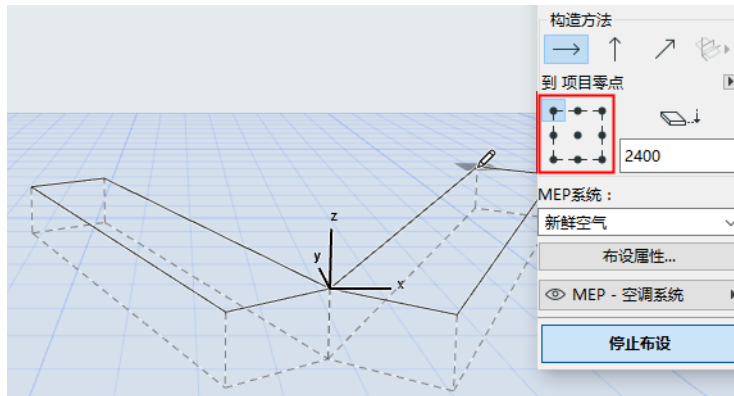 构造方法
到 项目零点
2400
MEP系统：
新鲜空气
布设属性...
MEP - 空调系统
停止布设
z
y
x